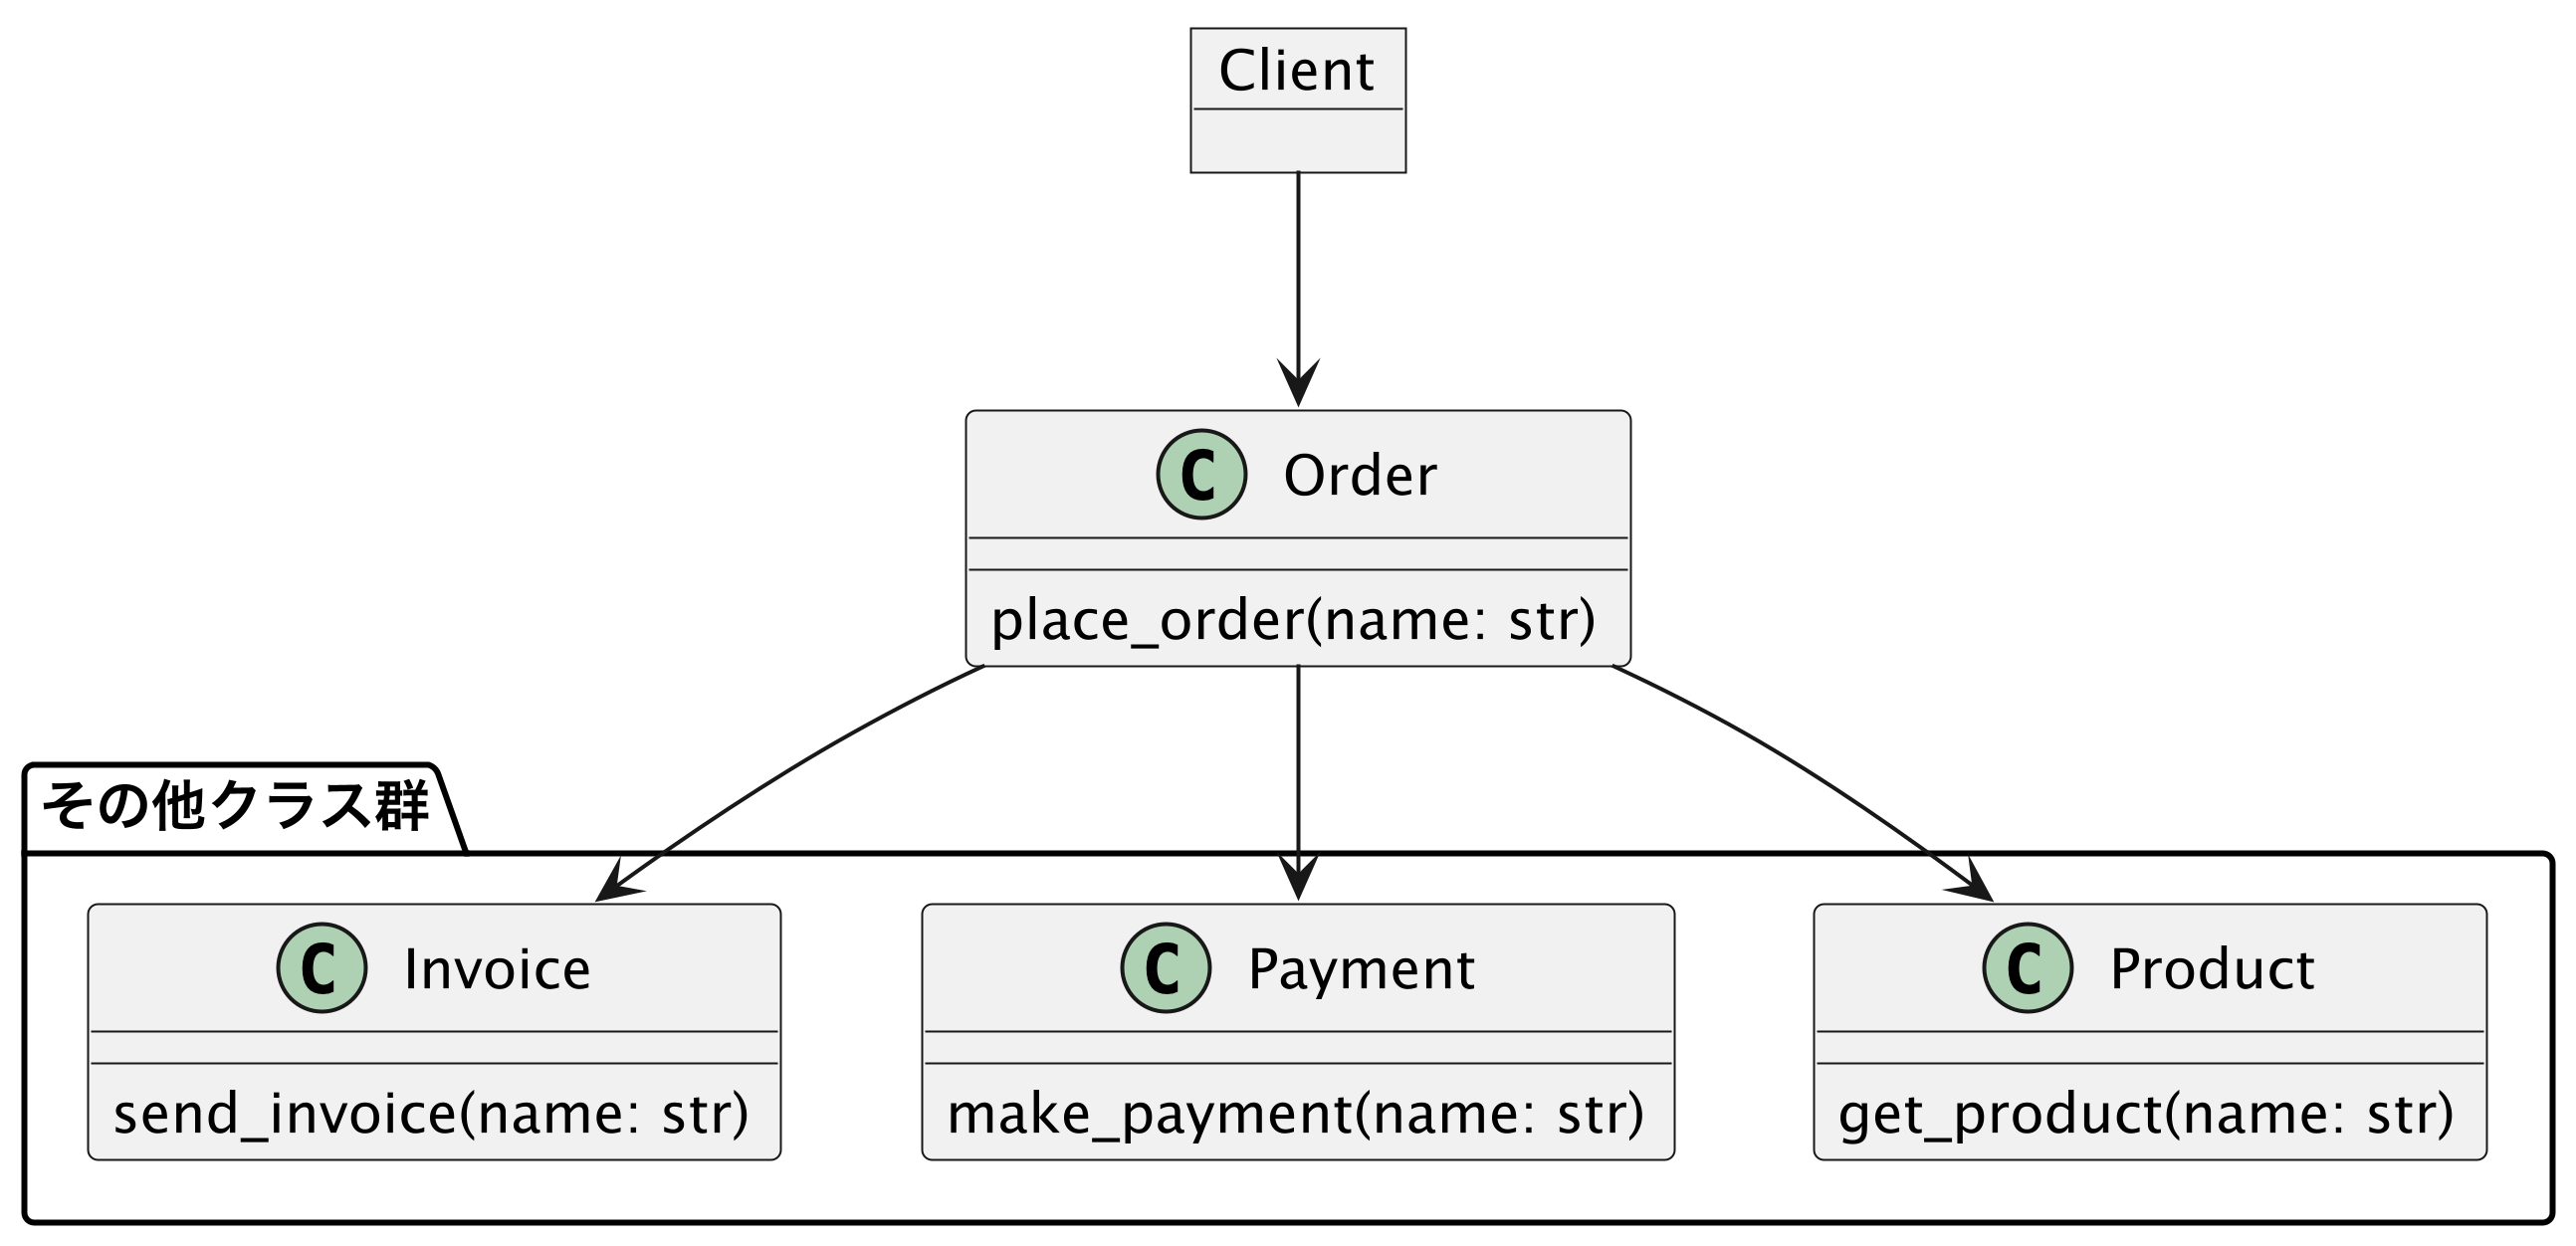 Client
C Order
place_order(name: str)
その他クラス群
C Invoice
send_invoice(name: str)
C Payment
make_payment(name: str)
C Product
get_product(name: str)